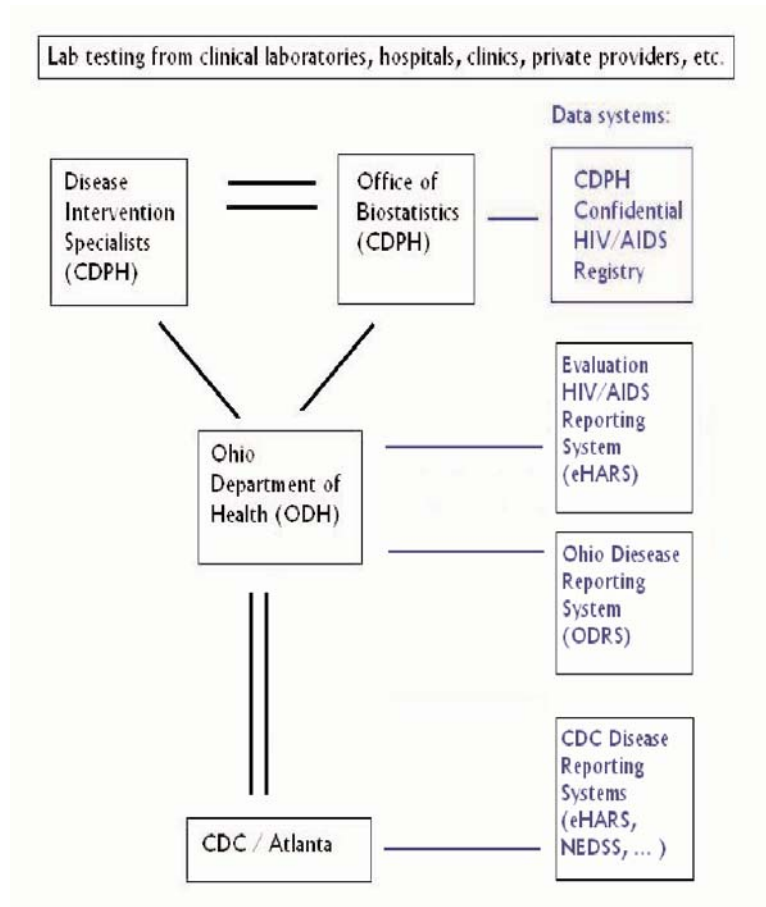 Lab testing from clinical laboratories, hospitals, clinics, private providers, etc.
Data systems:
Disease
Intervention
Specialists
(CDPH)
Office of
Biostatistics
(CDPH)
CDPH
Confidential
HIV/AIDS
Registry
Evaluation
HIV/AIDS
Reporting
System
(eHARS)
Ohio
Department of
Health (ODH)
Ohio Diesease
Reporting
System
(ODRS)
CDC Disease
Reporting
Systems
(eHARS,
NEDSS, ... )
CDC / Atlanta